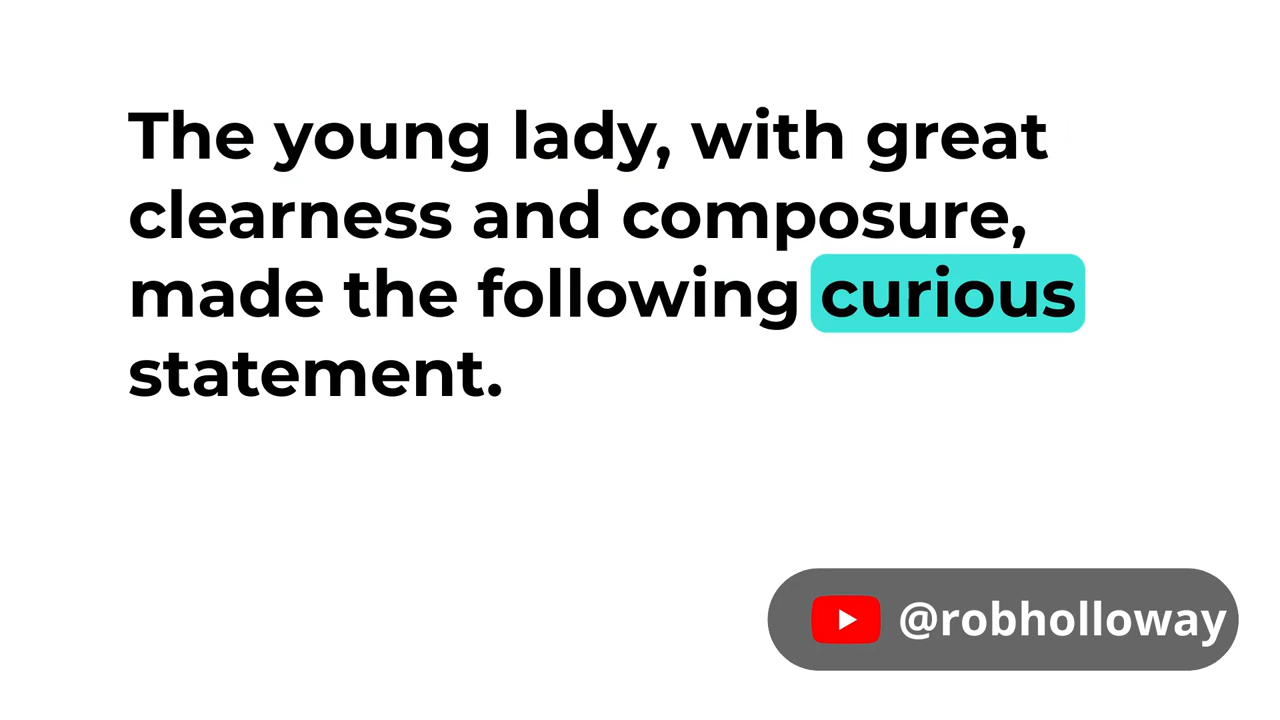 The young lady, with great
clearness and composure,
made the following curious
statement.
@robholloway